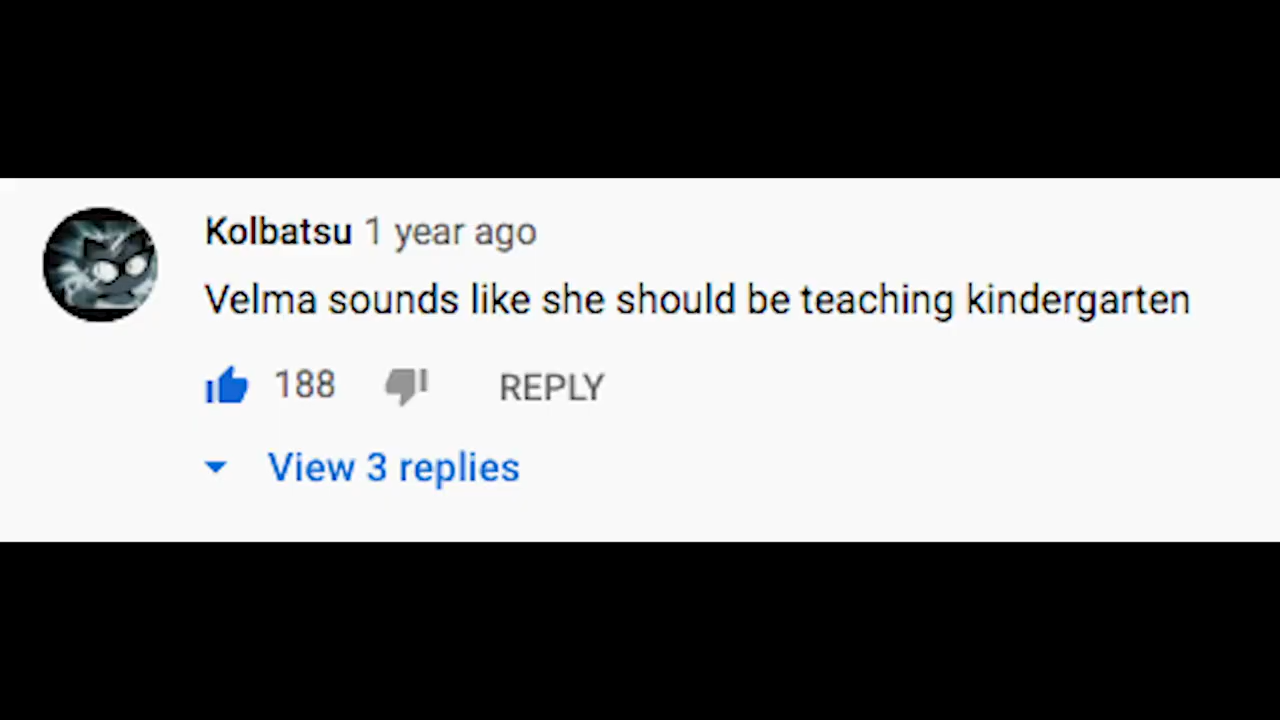 Kolbatsu 1 year ago
Velma sounds like she should be teaching kindergarten
188 REPLY
View 3 replies